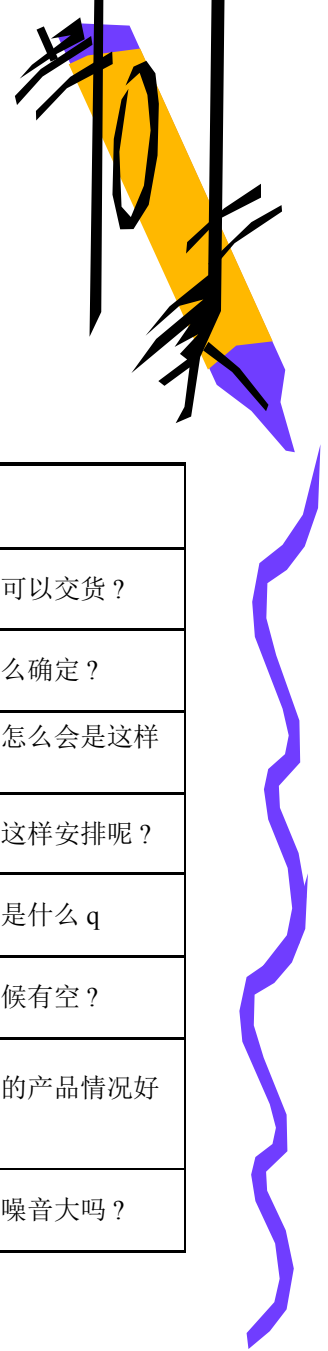 可以交货？
么确定？
怎么会是这样
这样安排呢？
是什么 q
候有空？
的产品情况好
噪音大吗？